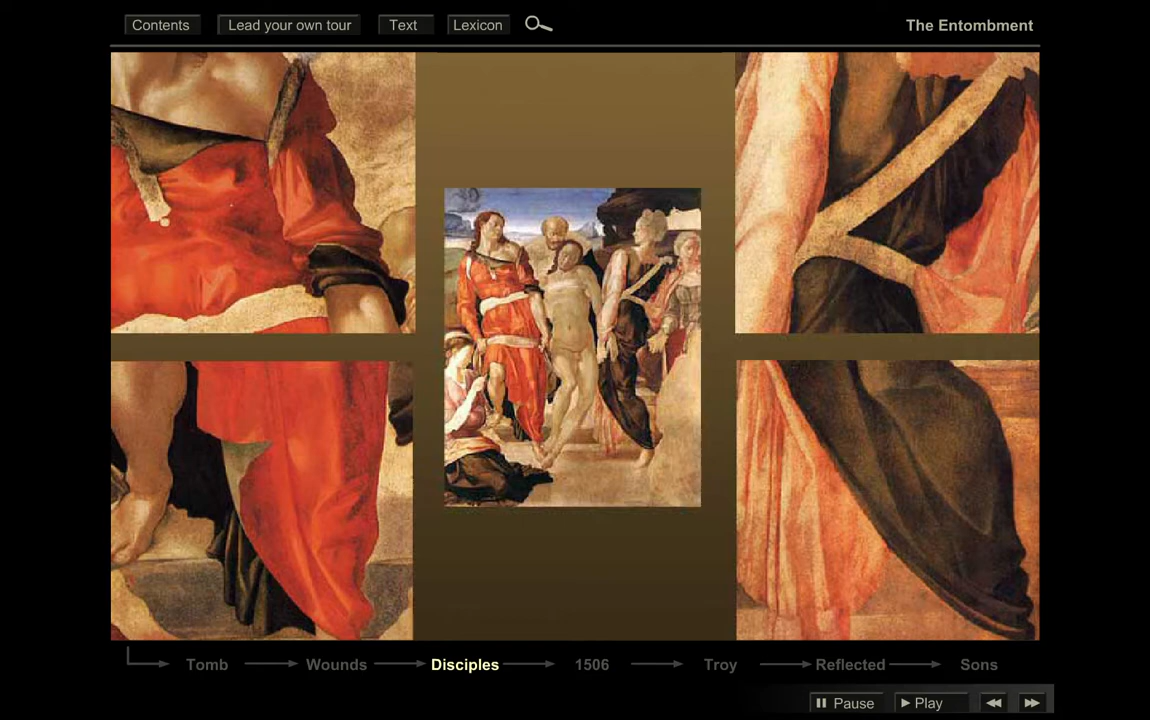 Contents Lead your own tour Text Lexicon The Entombment
Tomb Wounds Disciples 1506 Troy Reflected Sons
Pause Play